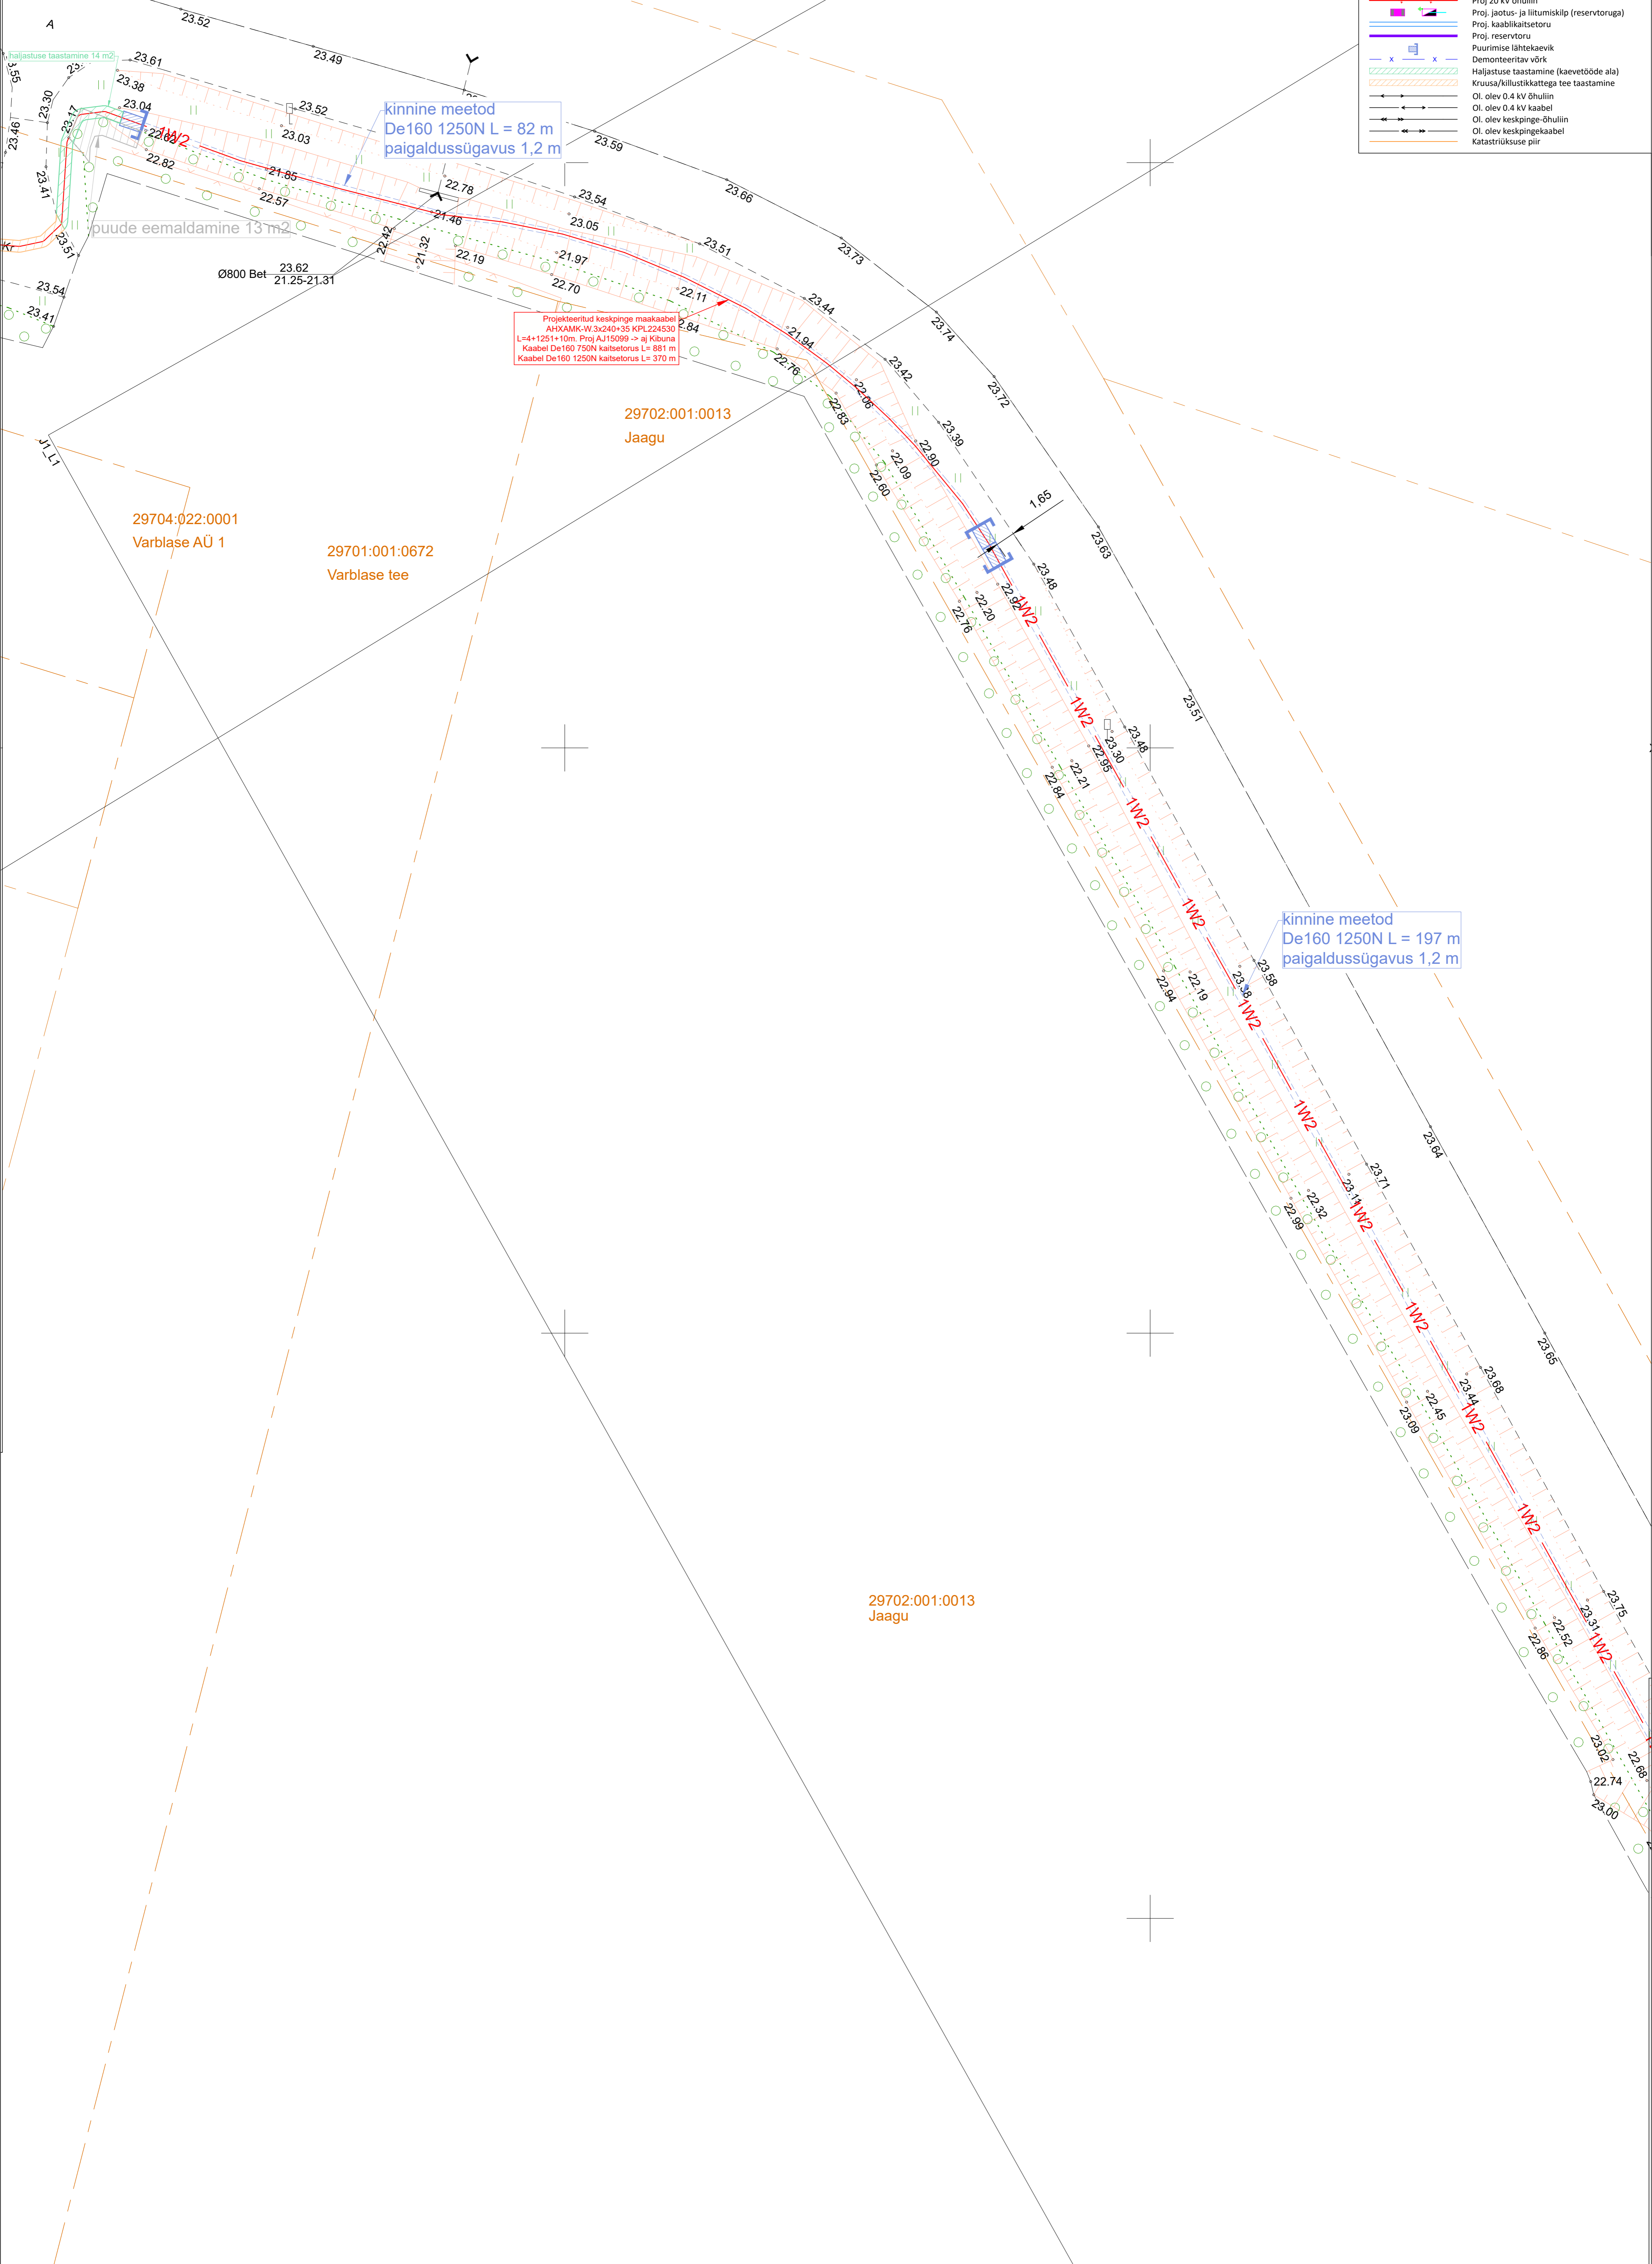 Proj 20 kV õhuliin
Proj. jaotus- ja liitumiskilp (reservtoruga)
Proj. kaablikaitsetoru
Proj. reservtoru
Puurimise lähtekaevik
x x Demonteeritav võrk
Haljastuse taastamine (kaevetööde ala)
Kruusa/killustikkattega tee taastamine
Ol. olev 0.4 kV õhuliin
Ol. olev 0.4 kV kaabel
Ol. olev keskpinge-õhuliin
Ol. olev keskpingekaabel
Katastriüksuse piir
A
23.52
23.49
haljastuse taastamine 14 m2
23.61
23.38
23.55
23.30
23.17
23.04
22.62
1W2
23.52
23.03
kinnine meetod
De160 1250N L = 82 m
paigaldussügavus 1,2 m
23.59
23.46
22.82
21.85
22.78
23.66
23.41
22.57
23.54
puude eemaldamine 13 m2
21.46
23.05
22.42
23.51
23.73
Kr
23.51
21.32
22.19
21.97
Ø800 Bet
23.62
21.25-21.31
23.54
22.70
22.11
23.44
23.41
Projekteeritud keskpinge maakaabel
AHXAMK-W.3x240+35 KPL224530
L=4+1251+10m. Proj AJ15099 -> aj Kibuna
Kaabel De160 750N kaitsetorus L= 881 m
Kaabel De160 1250N kaitsetorus L= 370 m
2.84
21.94
23.74
22.76
23.42
23.72
22.06
22.83
29702:001:0013
Jaagu
23.39
22.90
J1_L1
22.09
22.60
1,65
29704:022:0001
Varblase AÜ 1
29701:001:0672
Varblase tee
23.63
23.48
22.92
1W2
22.20
22.76
23.51
1W2
23.48
23.30
22.95
22.21
22.84
1W2
1W2
kinnine meetod
De160 1250N L = 197 m
paigaldussügavus 1,2 m
23.58
23.38
22.19
22.94
1W2
1W2
23.64
23.71
23.11
22.32
22.99
1W2
1W2
23.65
23.68
23.44
22.45
23.09
1W2
1W2
29702:001:0013
Jaagu
23.75
23.31
22.52
22.86
1W2
23.02
22.68
22.74
23.00